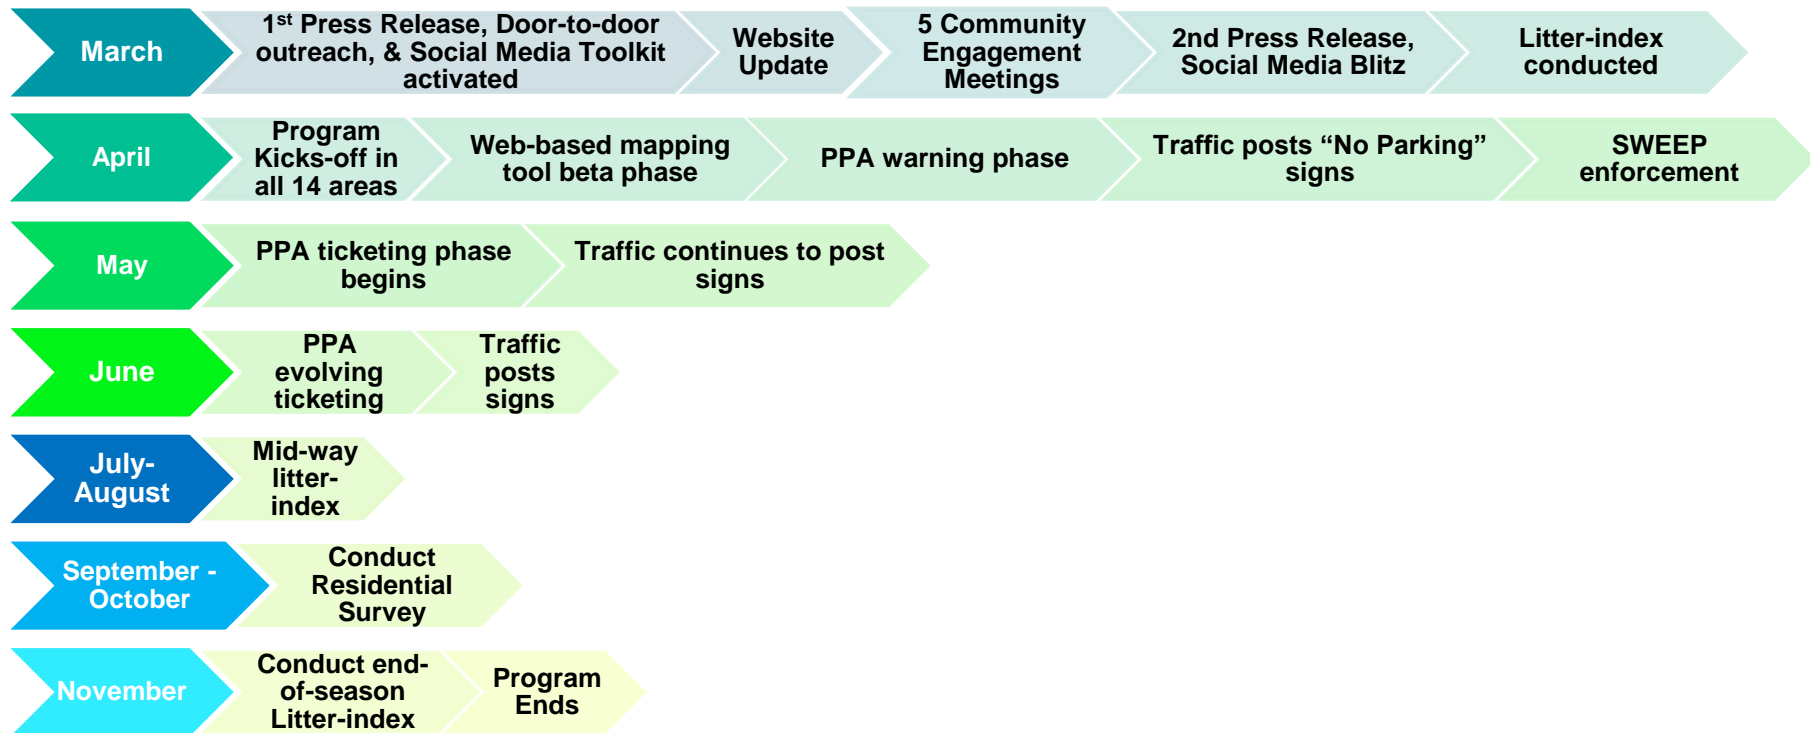 March
1st Press Release, Door-to-door
outreach, & Social Media Toolkit
activated
Website
Update
5 Community
Engagement
Meetings
2nd Press Release,
Social Media Blitz
Litter-index
conducted
April
Program
Kicks-off in
all 14 areas
Web-based mapping
tool beta phase
PPA warning phase
Traffic posts “No Parking”
signs
SWEEP
enforcement
May
PPA ticketing phase
begins
Traffic continues to post
signs
June
PPA
evolving
ticketing
Traffic
posts
signs
July-
August
Mid-way
litter-
index
September -
October
Conduct
Residential
Survey
November
Conduct end-
of-season
Litter-index
Program
Ends